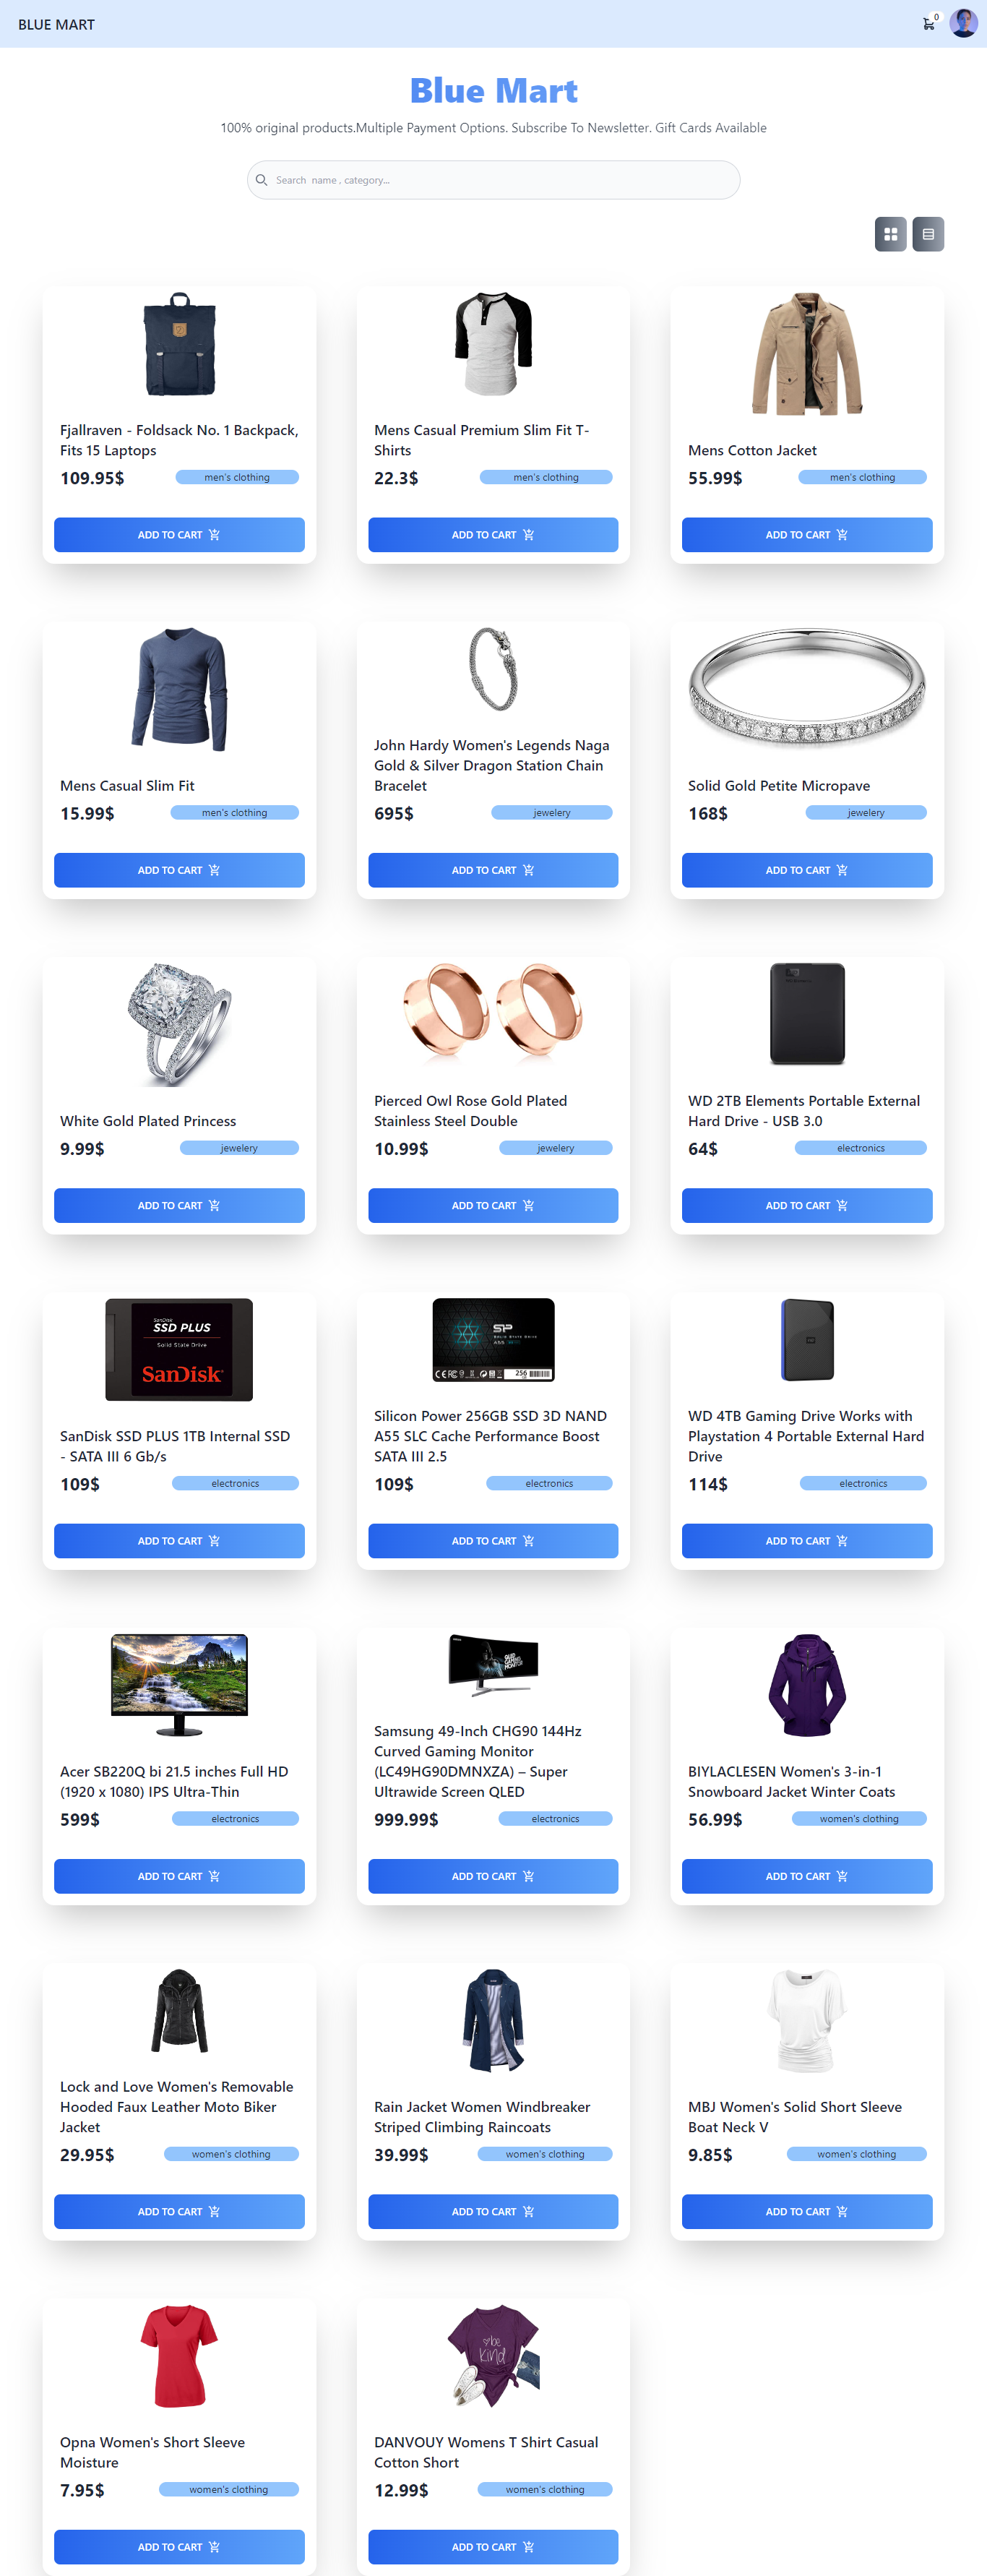 BLUE MART
0
Blue Mart
100% original products.Multiple Payment Options. Subscribe To Newsletter. Gift Cards Available
Search name , category...
Fjallraven - Foldsack No. 1 Backpack,
Fits 15 Laptops
109.95$
men's clothing
ADD TO CART
Mens Casual Premium Slim Fit T-
Shirts
22.3$
men's clothing
ADD TO CART
Mens Cotton Jacket
55.99$
men's clothing
ADD TO CART
Mens Casual Slim Fit
15.99$
men's clothing
ADD TO CART
John Hardy Women's Legends Naga
Gold & Silver Dragon Station Chain
Bracelet
695$
jewelery
ADD TO CART
Solid Gold Petite Micropave
168$
jewelery
ADD TO CART
White Gold Plated Princess
9.99$
jewelery
ADD TO CART
Pierced Owl Rose Gold Plated
Stainless Steel Double
10.99$
jewelery
ADD TO CART
WD 2TB Elements Portable External
Hard Drive - USB 3.0
64$
electronics
ADD TO CART
SanDisk
SSD PLUS
Solid State Drive
SanDisk
SanDisk SSD PLUS 1TB Internal SSD
- SATA III 6 Gb/s
109$
electronics
ADD TO CART
SP
Solid State Drive
A55
256
Silicon Power 256GB SSD 3D NAND
A55 SLC Cache Performance Boost
SATA III 2.5
109$
electronics
ADD TO CART
WD
WD 4TB Gaming Drive Works with
Playstation 4 Portable External Hard
Drive
114$
electronics
ADD TO CART
Acer SB220Q bi 21.5 inches Full HD
(1920 x 1080) IPS Ultra-Thin
599$
electronics
ADD TO CART
QLED
GAMING
MONITOR
Samsung 49-Inch CHG90 144Hz
Curved Gaming Monitor
(LC49HG90DMNXZA) – Super
Ultrawide Screen QLED
999.99$
electronics
ADD TO CART
BIYLACLESEN Women's 3-in-1
Snowboard Jacket Winter Coats
56.99$
women's clothing
ADD TO CART
Lock and Love Women's Removable
Hooded Faux Leather Moto Biker
Jacket
29.95$
women's clothing
ADD TO CART
Rain Jacket Women Windbreaker
Striped Climbing Raincoats
39.99$
women's clothing
ADD TO CART
MBJ Women's Solid Short Sleeve
Boat Neck V
9.85$
women's clothing
ADD TO CART
Opna Women's Short Sleeve
Moisture
7.95$
women's clothing
ADD TO CART
be
kind
DANVOUY Womens T Shirt Casual
Cotton Short
12.99$
women's clothing
ADD TO CART